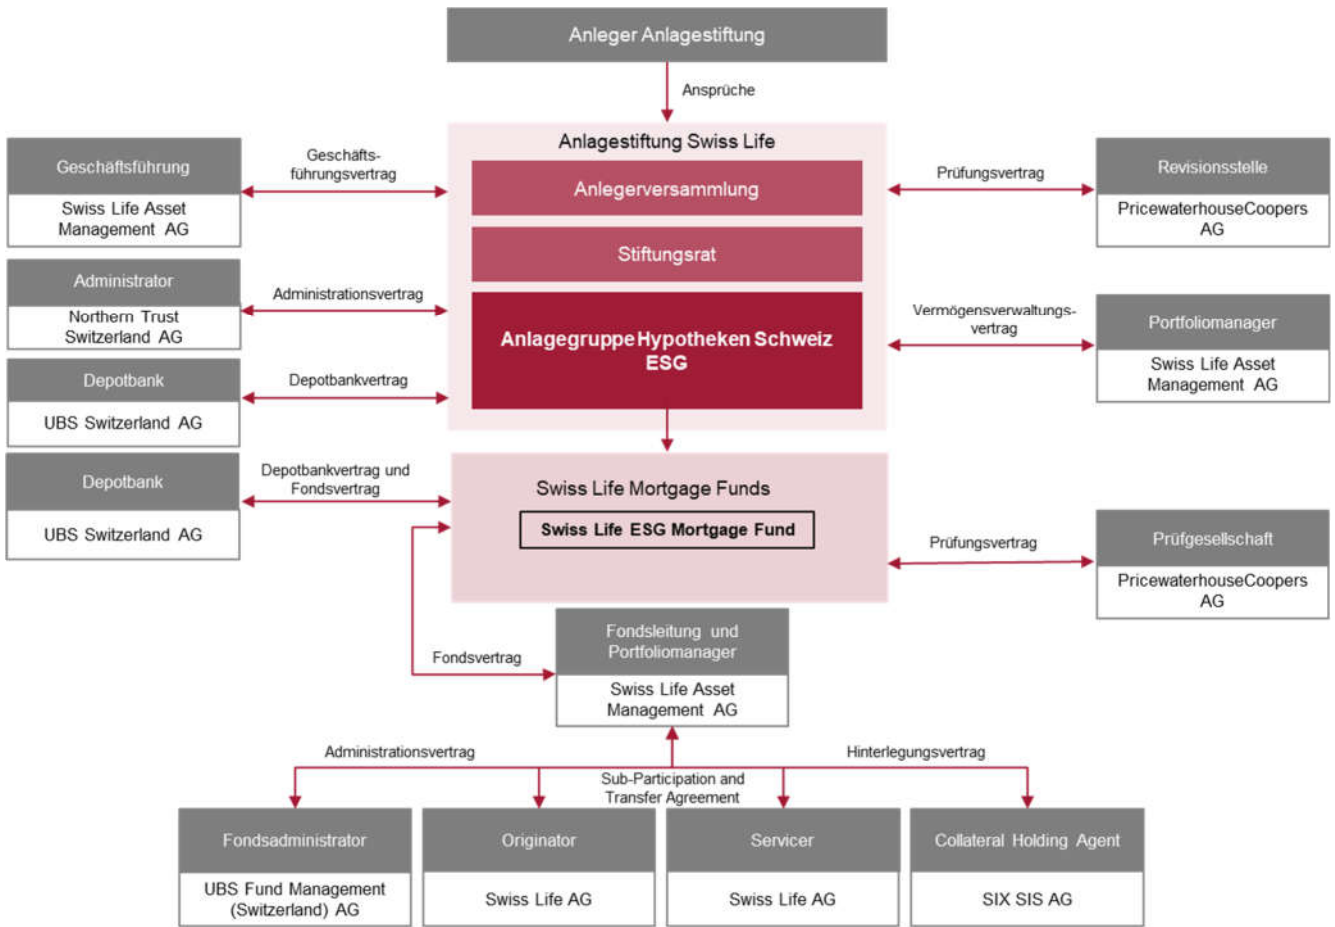 Anleger Anlagestiftung
Ansprüche
Anlagestiftung Swiss Life
Anlegerversammlung
Stiftungsrat
Anlagegruppe Hypotheken Schweiz
ESG
Geschäftsführung
Swiss Life Asset
Management AG
Geschäfts-
führungsvertrag
Administrator
Northern Trust
Switzerland AG
Administrationsvertrag
Depotbank
UBS Switzerland AG
Depotbankvertrag
Depotbank
UBS Switzerland AG
Depotbankvertrag und
Fondsvertrag
Prüfungsvertrag
Revisionsstelle
PricewaterhouseCoopers
AG
Vermögensverwaltungs-
vertrag
Portfoliomanager
Swiss Life Asset
Management AG
Swiss Life Mortgage Funds
Swiss Life ESG Mortgage Fund
Prüfungsvertrag
Prüfgesellschaft
PricewaterhouseCoopers
AG
Fondsvertrag
Fondsleitung und
Portfoliomanager
Swiss Life Asset
Management AG
Administrationsvertrag
Sub-Participation and
Transfer Agreement
Hinterlegungsvertrag
Fondsadministrator
UBS Fund Management
(Switzerland) AG
Originator
Swiss Life AG
Servicer
Swiss Life AG
Collateral Holding Agent
SIX SIS AG